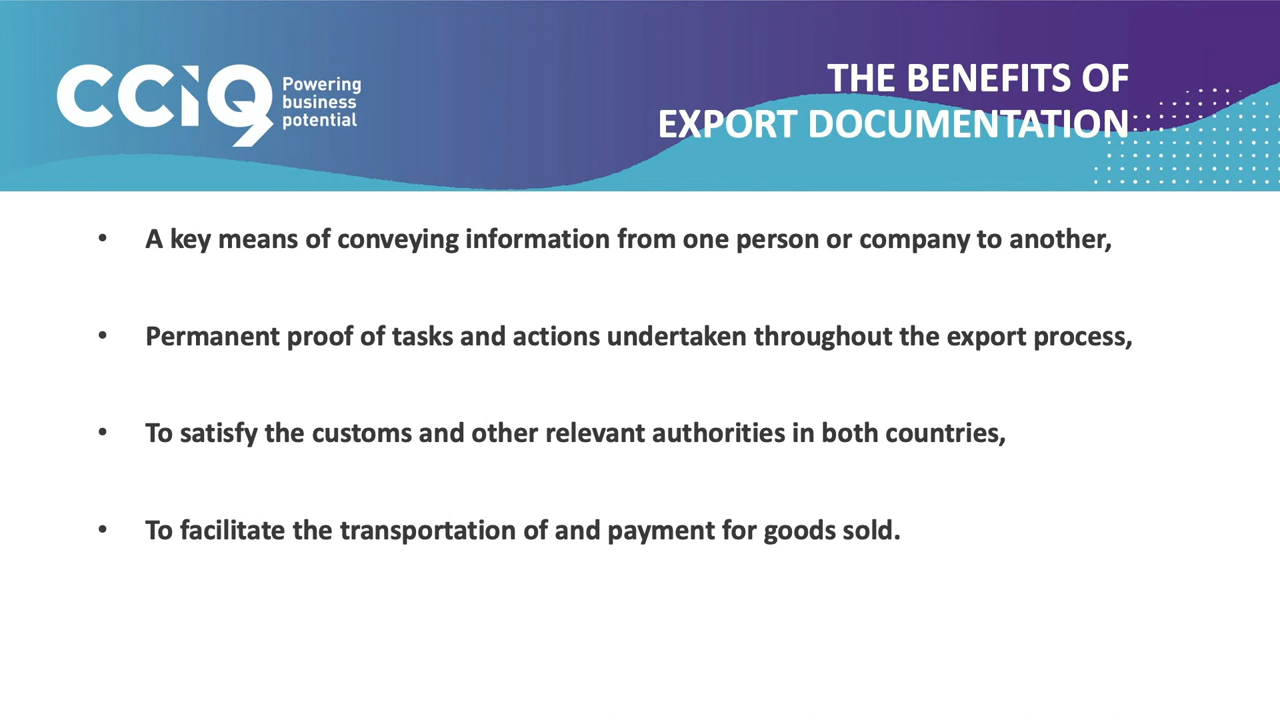 CCIQ
Powering
business
potential
THE BENEFITS OF
EXPORT DOCUMENTATION
• A key means of conveying information from one person or company to another,
• Permanent proof of tasks and actions undertaken throughout the export process,
• To satisfy the customs and other relevant authorities in both countries,
• To facilitate the transportation of and payment for goods sold.